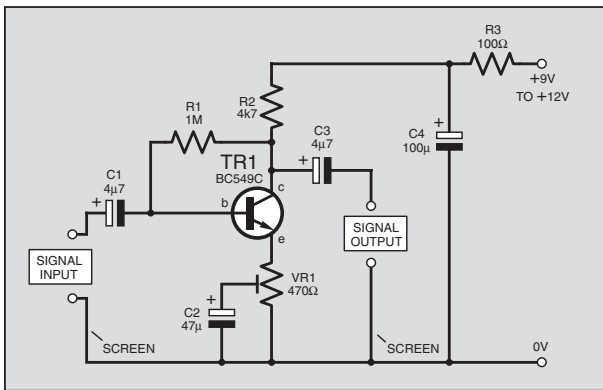 R3
100Ω
+9V
TO +12V
R1
1M
R2
4k7
C3
4μ7
+
C4
100μ
+
TR1
BC549C
C1
4μ7
+
c
b
e
SIGNAL
INPUT
SIGNAL
OUTPUT
VR1
470Ω
C2
47μ
+
SCREEN
SCREEN
0V